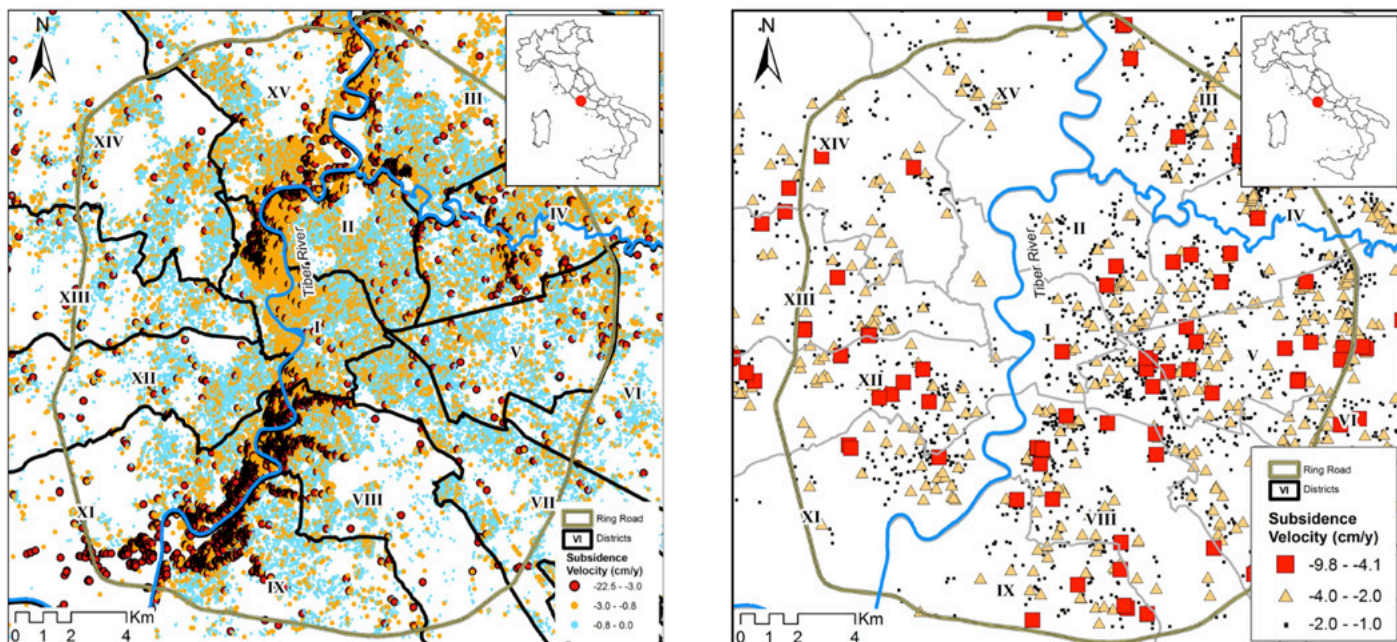 N
XV
III
XIV
IV
II
Tiber River
XIII
I
V
XII
VI
VIII
VII
XI
IX
Ring Road
VI Districts
Subsidence
Velocity (cm/y)
-22.5 - -3.0
-3.0 - -0.8
-0.8 - 0.0
0 1 2 4 Km
N
XV
III
XIV
IV
II
Tiber River
XIII
I
V
XII
VI
XI
VIII
IX
Ring Road
VI Districts
Subsidence
Velocity (cm/y)
-9.8 - -4.1
-4.0 - -2.0
-2.0 - -1.0
0 1 2 4 Km